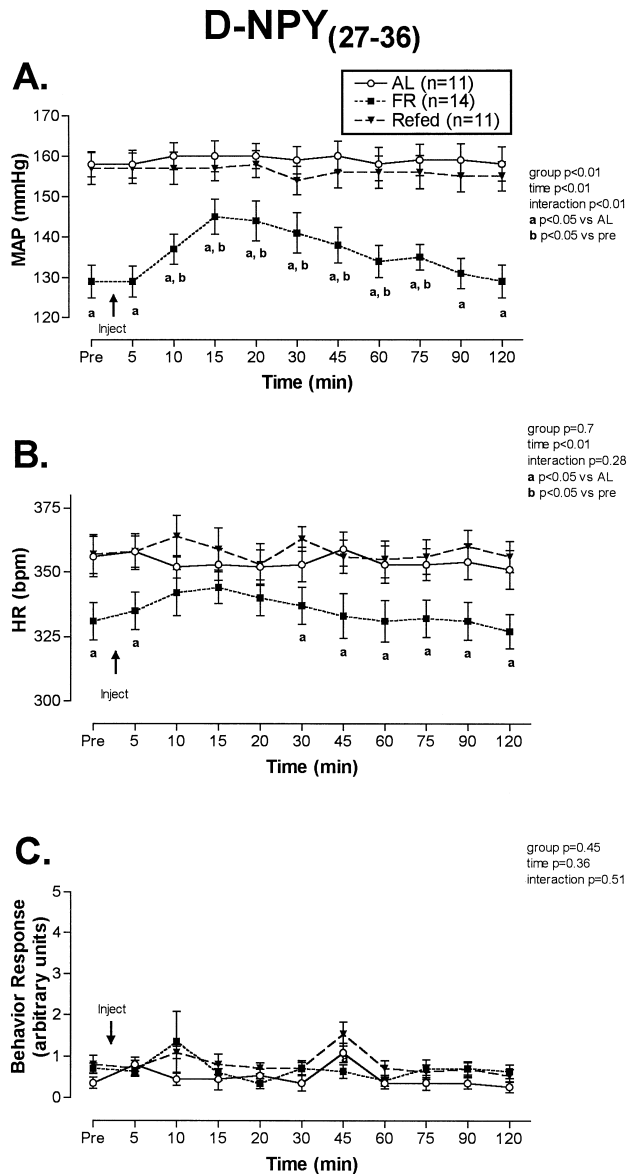 D-NPY(27-36)
A.
AL (n=11)
FR (n=14)
Refed (n=11)
170
160
150
140
130
120
MAP (mmHg)
group p<0.01
time p<0.01
interaction p<0.01
a p<0.05 vs AL
b p<0.05 vs pre
a a a, b a, b a, b a, b a, b a, b a, b a a
Inject
Pre 5 10 15 20 30 45 60 75 90 120
Time (min)
B.
group p=0.7
time p<0.01
interaction p=0.28
a p<0.05 vs AL
b p<0.05 vs pre
375
350
325
300
HR (bpm)
a a a a a a a a
Inject
Pre 5 10 15 20 30 45 60 75 90 120
Time (min)
C.
group p=0.45
time p=0.36
interaction p=0.51
5
4
3
2
1
0
Behavior Response
(arbitrary units)
Inject
Pre 5 10 15 20 30 45 60 75 90 120
Time (min)